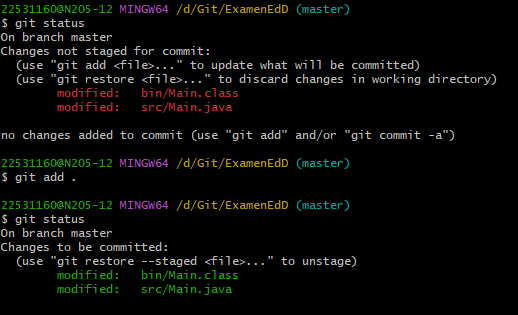 22531160@N205-12 MINGW64 /d/Git/ExamenEdD (master)
$ git status
On branch master
Changes not staged for commit:
  (use "git add <file>..." to update what will be committed)
  (use "git restore <file>..." to discard changes in working directory)
        modified:   bin/Main.class
        modified:   src/Main.java

no changes added to commit (use "git add" and/or "git commit -a")

22531160@N205-12 MINGW64 /d/Git/ExamenEdD (master)
$ git add .

22531160@N205-12 MINGW64 /d/Git/ExamenEdD (master)
$ git status
On branch master
Changes to be committed:
  (use "git restore --staged <file>..." to unstage)
        modified:   bin/Main.class
        modified:   src/Main.java